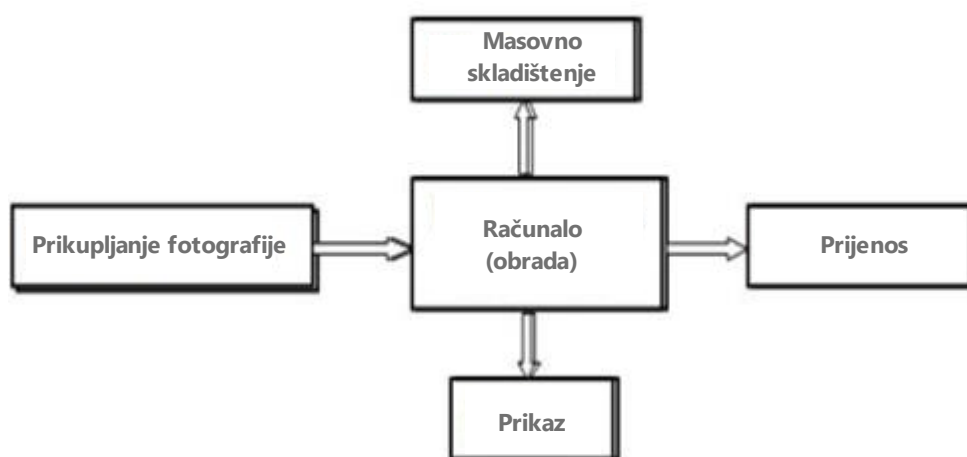 Masovno
skladištenje
Prikupljanje fotografije
Računalo
(obrada)
Prijenos
Prikaz